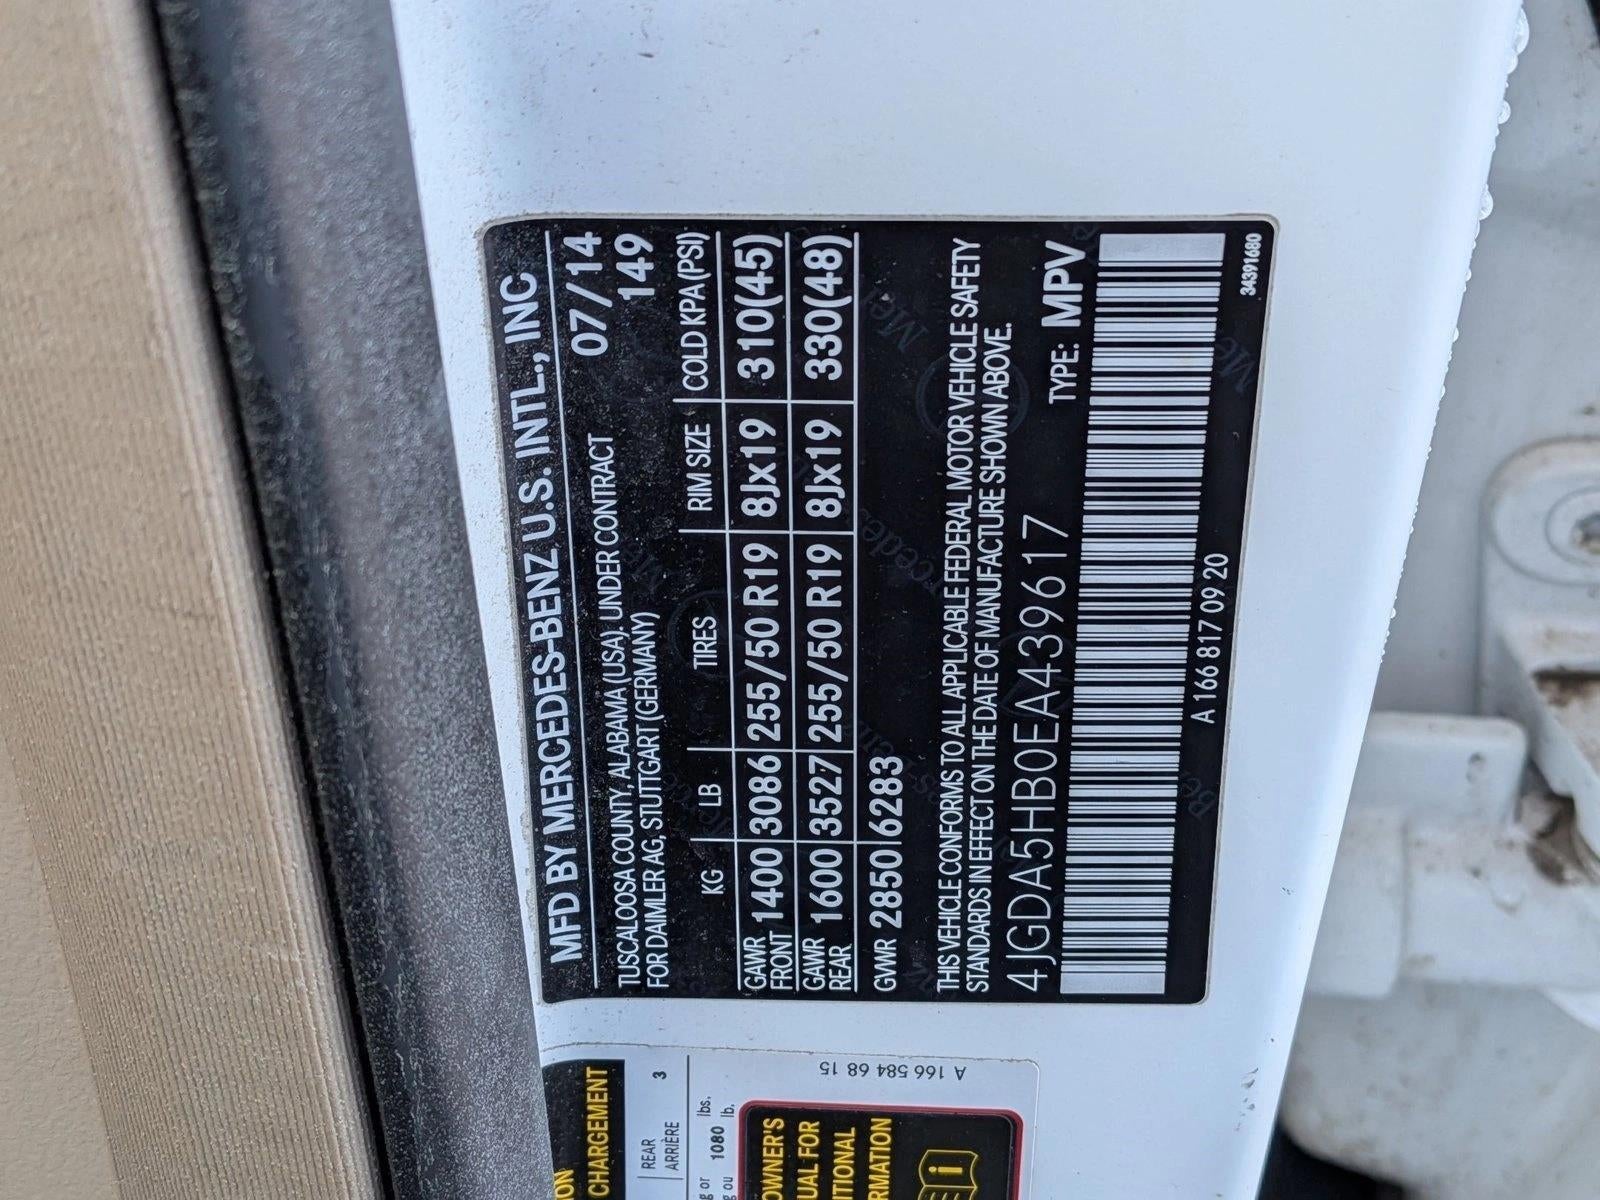 MFD BY MERCEDES-BENZ U.S. INTL., INC
TUSCALOOSA COUNTY, ALABAMA (USA). UNDER CONTRACT 07/14
FOR DAIMLER AG, STUTTGART (GERMANY) 149
KG LB TIRES RIM SIZE COLD KPA (PSI)
GAWR FRONT 1400 3086 255/50 R19 8Jx19 310(45)
GAWR REAR 1600 3527 255/50 R19 8Jx19 330(48)
GVWR 2850 6283
THIS VEHICLE CONFORMS TO ALL APPLICABLE FEDERAL MOTOR VEHICLE SAFETY
STANDARDS IN EFFECT ON THE DATE OF MANUFACTURE SHOWN ABOVE.
4JGDA5HB0EA439617 TYPE: MPV
A 166 817 09 20
34391680
CHARGEMENT
REAR 3
ARRIÈRE
or 1080 lbs.
ou lb.
A 166 584 68 15
OWNER'S
FOR